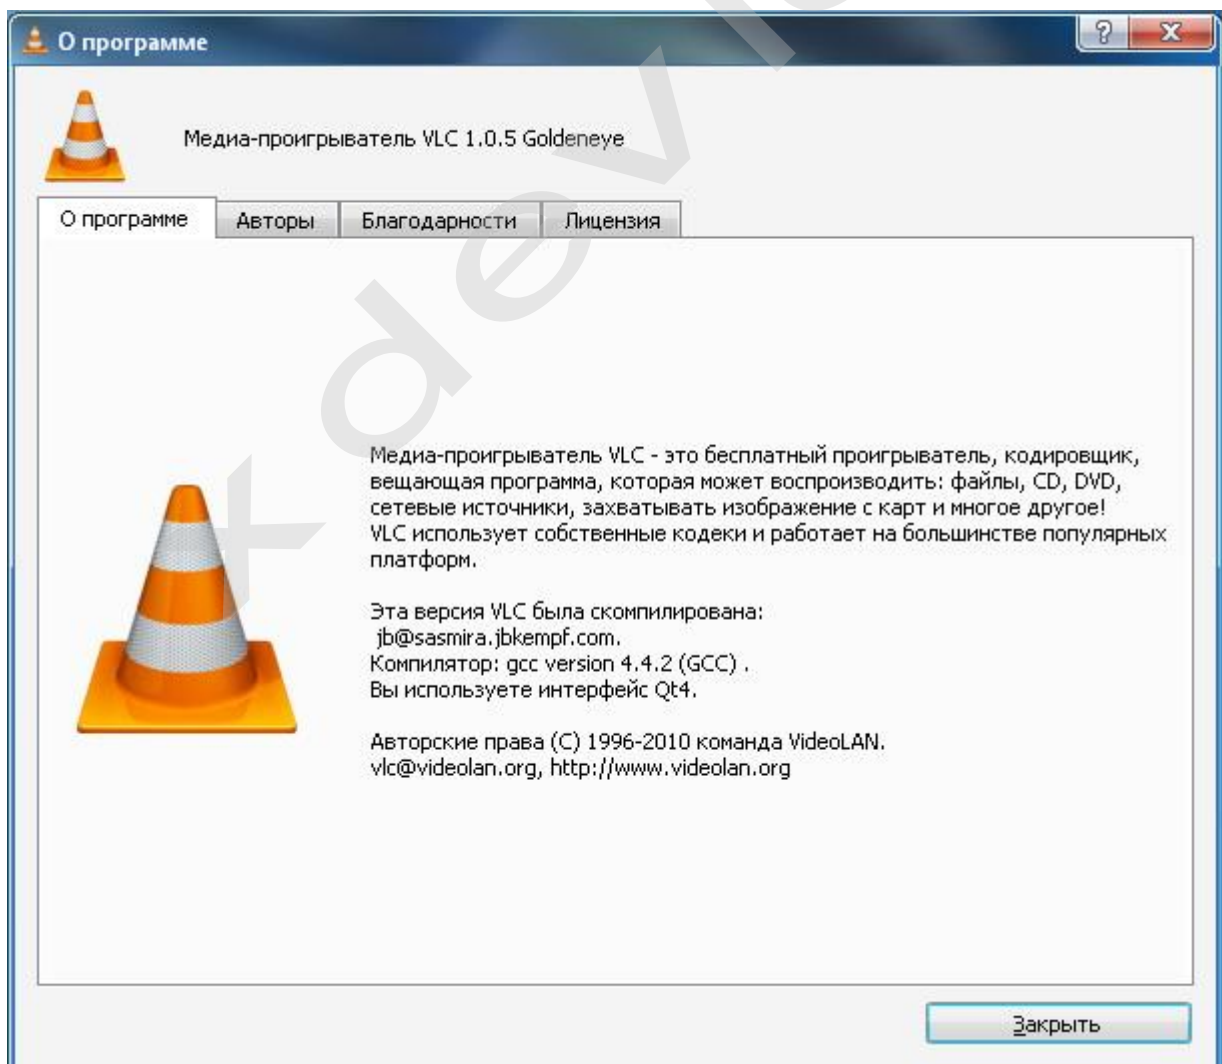 О программе
Медиа-проигрыватель VLC 1.0.5 Goldeneye
О программе
Авторы
Благодарности
Лицензия
Медиа-проигрыватель VLC - это бесплатный проигрыватель, кодировщик,
вещающая программа, которая может воспроизводить: файлы, CD, DVD,
сетевые источники, захватывать изображение с карт и многое другое!
VLC использует собственные кодеки и работает на большинстве популярных
платформ.
Эта версия VLC была скомпилирована:
jb@sasmira.jbkempf.com.
Компилятор: gcc version 4.4.2 (GCC) .
Вы используете интерфейс Qt4.
Авторские права (C) 1996-2010 команда VideoLAN.
vlc@videolan.org, http://www.videolan.org
Закрыть